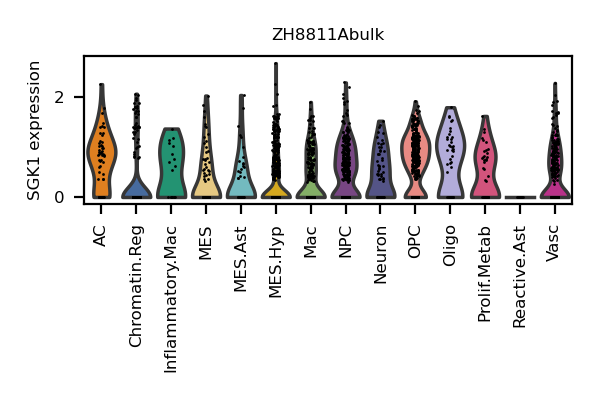 ZH8811Abulk
SGK1 expression
2
0
AC
Chromatin.Reg
Inflammatory.Mac
MES
MES.Ast
MES.Hyp
Mac
NPC
Neuron
OPC
Oligo
Prolif.Metab
Reactive.Ast
Vasc